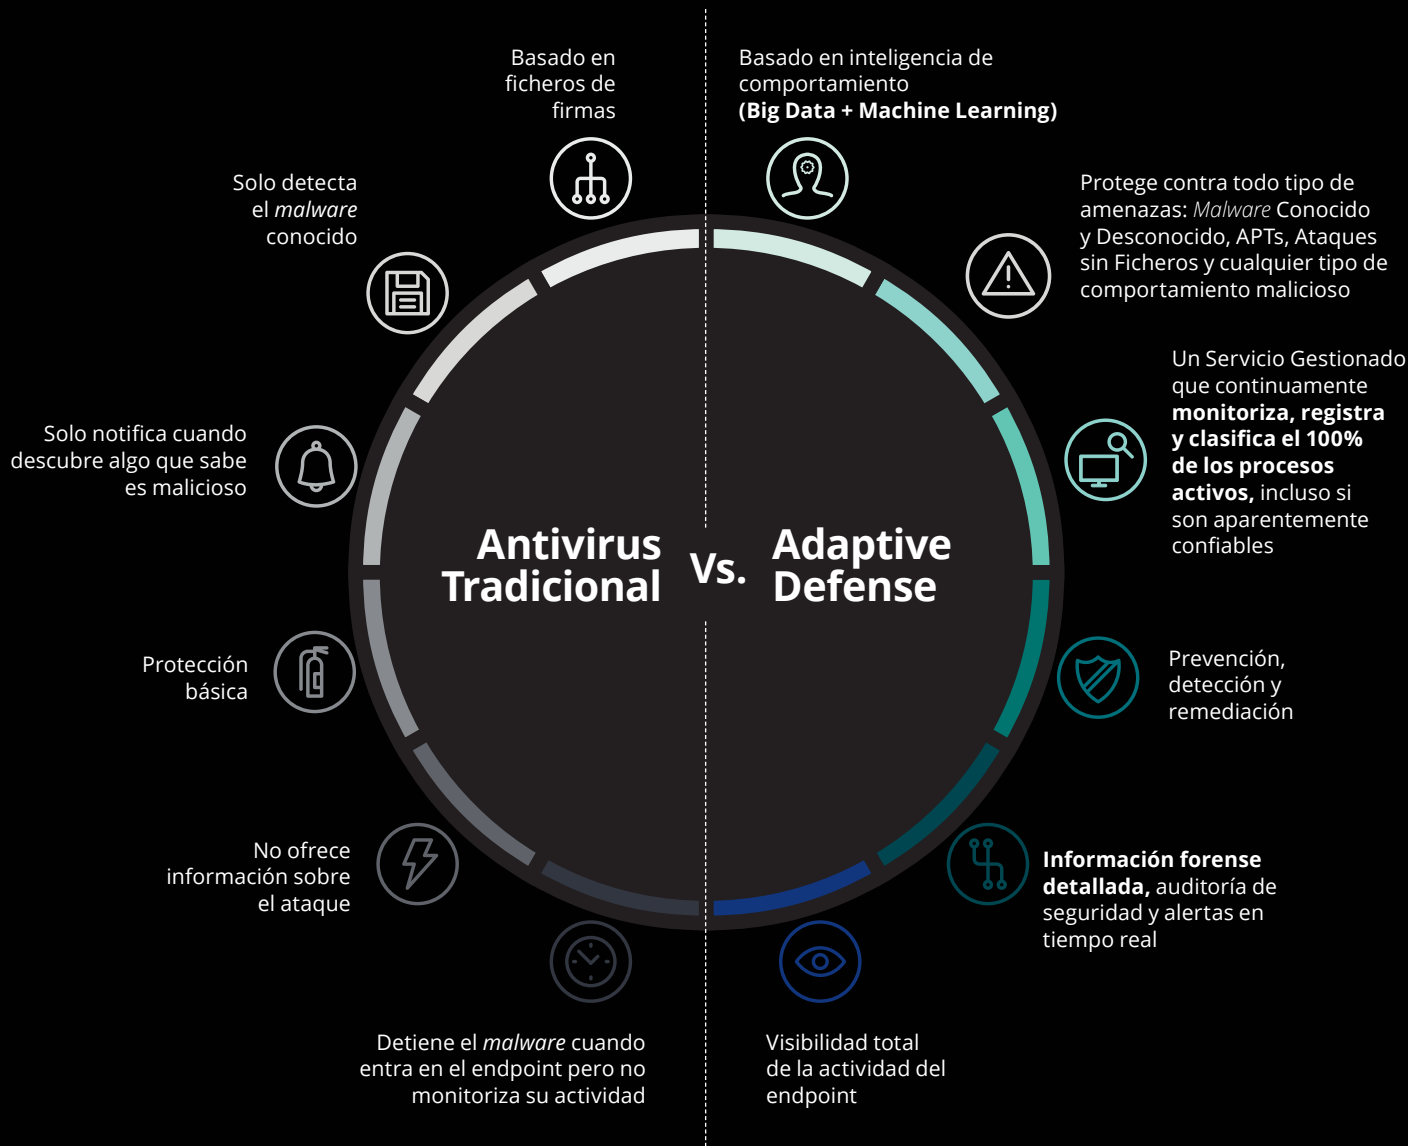 Basado en
ficheros de
firmas
Solo detecta
el malware
conocido
Solo notifica cuando
descubre algo que sabe
es malicioso
Protección
básica
No ofrece
información sobre
el ataque
Detiene el malware cuando
entra en el endpoint pero no
monitoriza su actividad
Antivirus
Tradicional
Vs.
Adaptive
Defense
Basado en inteligencia de
comportamiento
(Big Data + Machine Learning)
Protege contra todo tipo de
amenazas: Malware Conocido
y Desconocido, APTs, Ataques
sin Ficheros y cualquier tipo de
comportamiento malicioso
Un Servicio Gestionado
que continuamente
monitoriza, registra
y clasifica el 100%
de los procesos
activos, incluso si
son aparentemente
confiables
Prevención,
detección y
remediación
Información forense
detallada, auditoría de
seguridad y alertas en
tiempo real
Visibilidad total
de la actividad del
endpoint